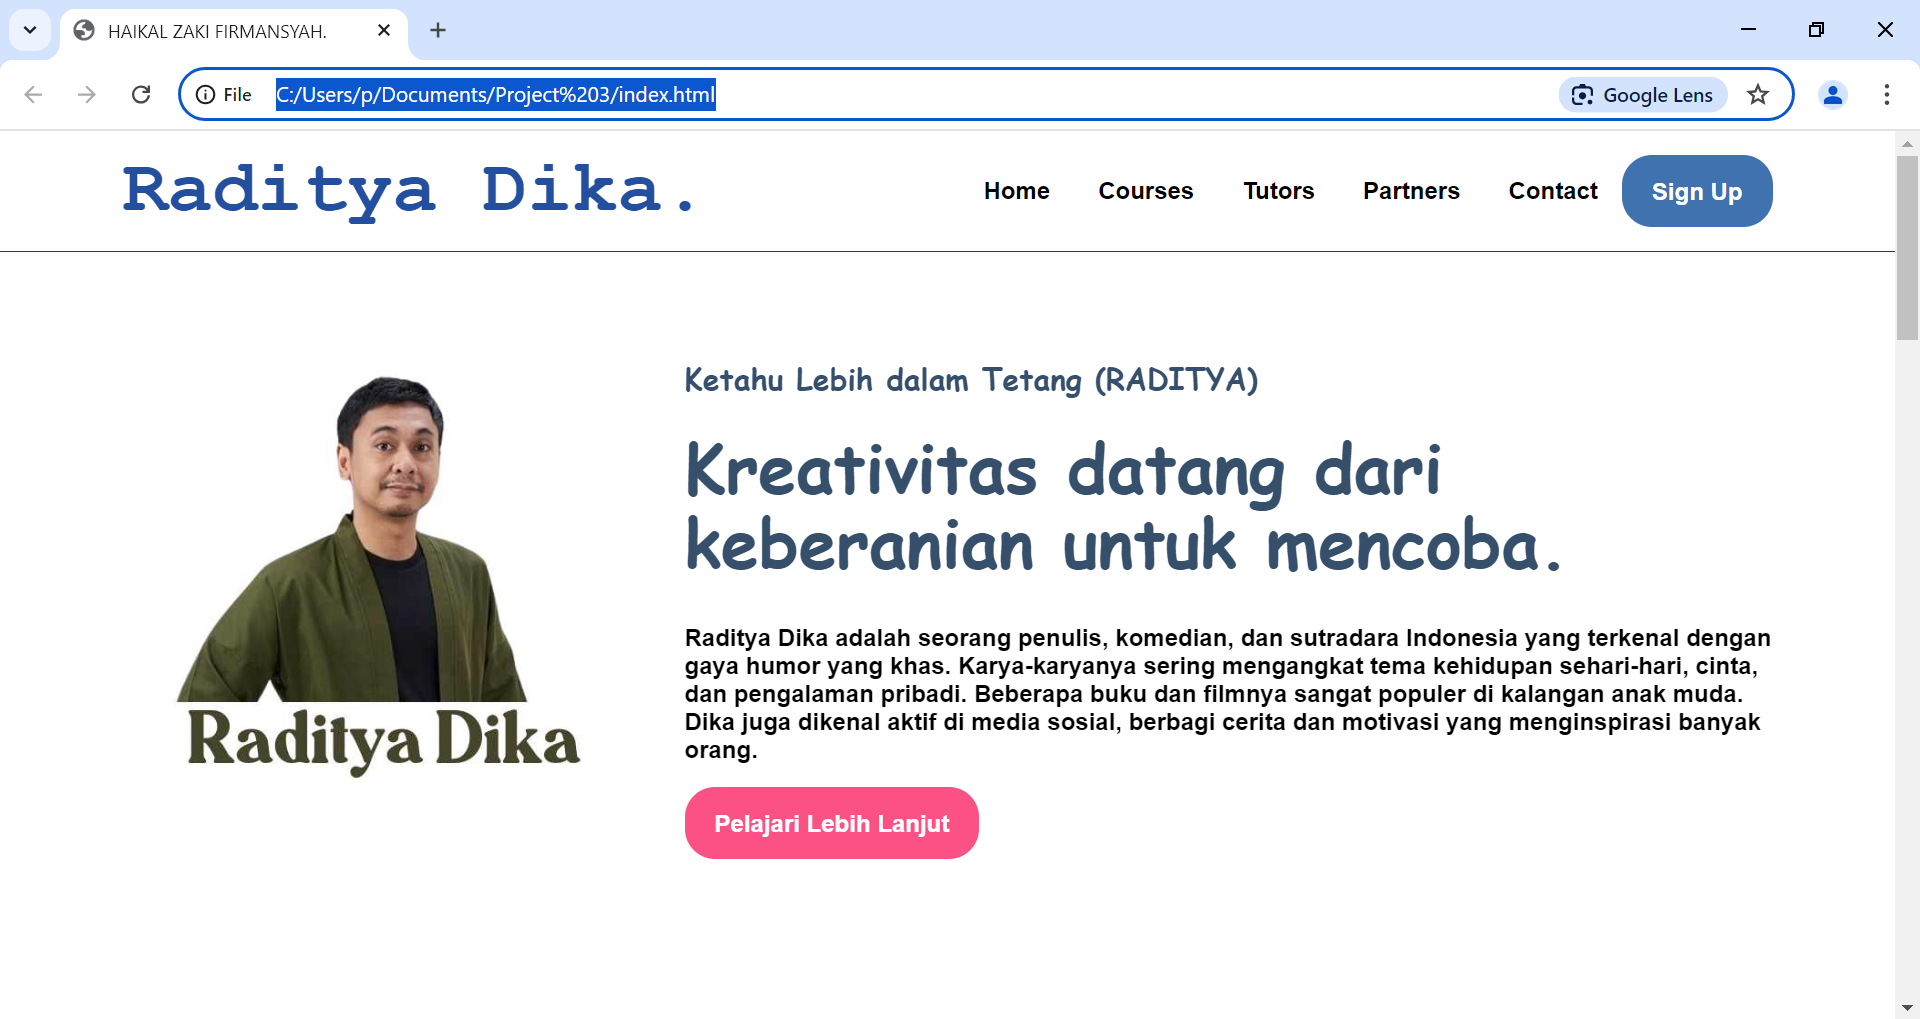 HAIKAL ZAKI FIRMANSYAH.
File C:/Users/p/Documents/Project%203/index.html Google Lens
Raditya Dika. Home Courses Tutors Partners Contact Sign Up
Ketahu Lebih dalam Tetang (RADITYA)
Kreativitas datang dari
keberanian untuk mencoba.
Raditya Dika adalah seorang penulis, komedian, dan sutradara Indonesia yang terkenal dengan
gaya humor yang khas. Karya-karyanya sering mengangkat tema kehidupan sehari-hari, cinta,
dan pengalaman pribadi. Beberapa buku dan filmnya sangat populer di kalangan anak muda.
Dika juga dikenal aktif di media sosial, berbagi cerita dan motivasi yang menginspirasi banyak
orang.
Raditya Dika
Pelajari Lebih Lanjut